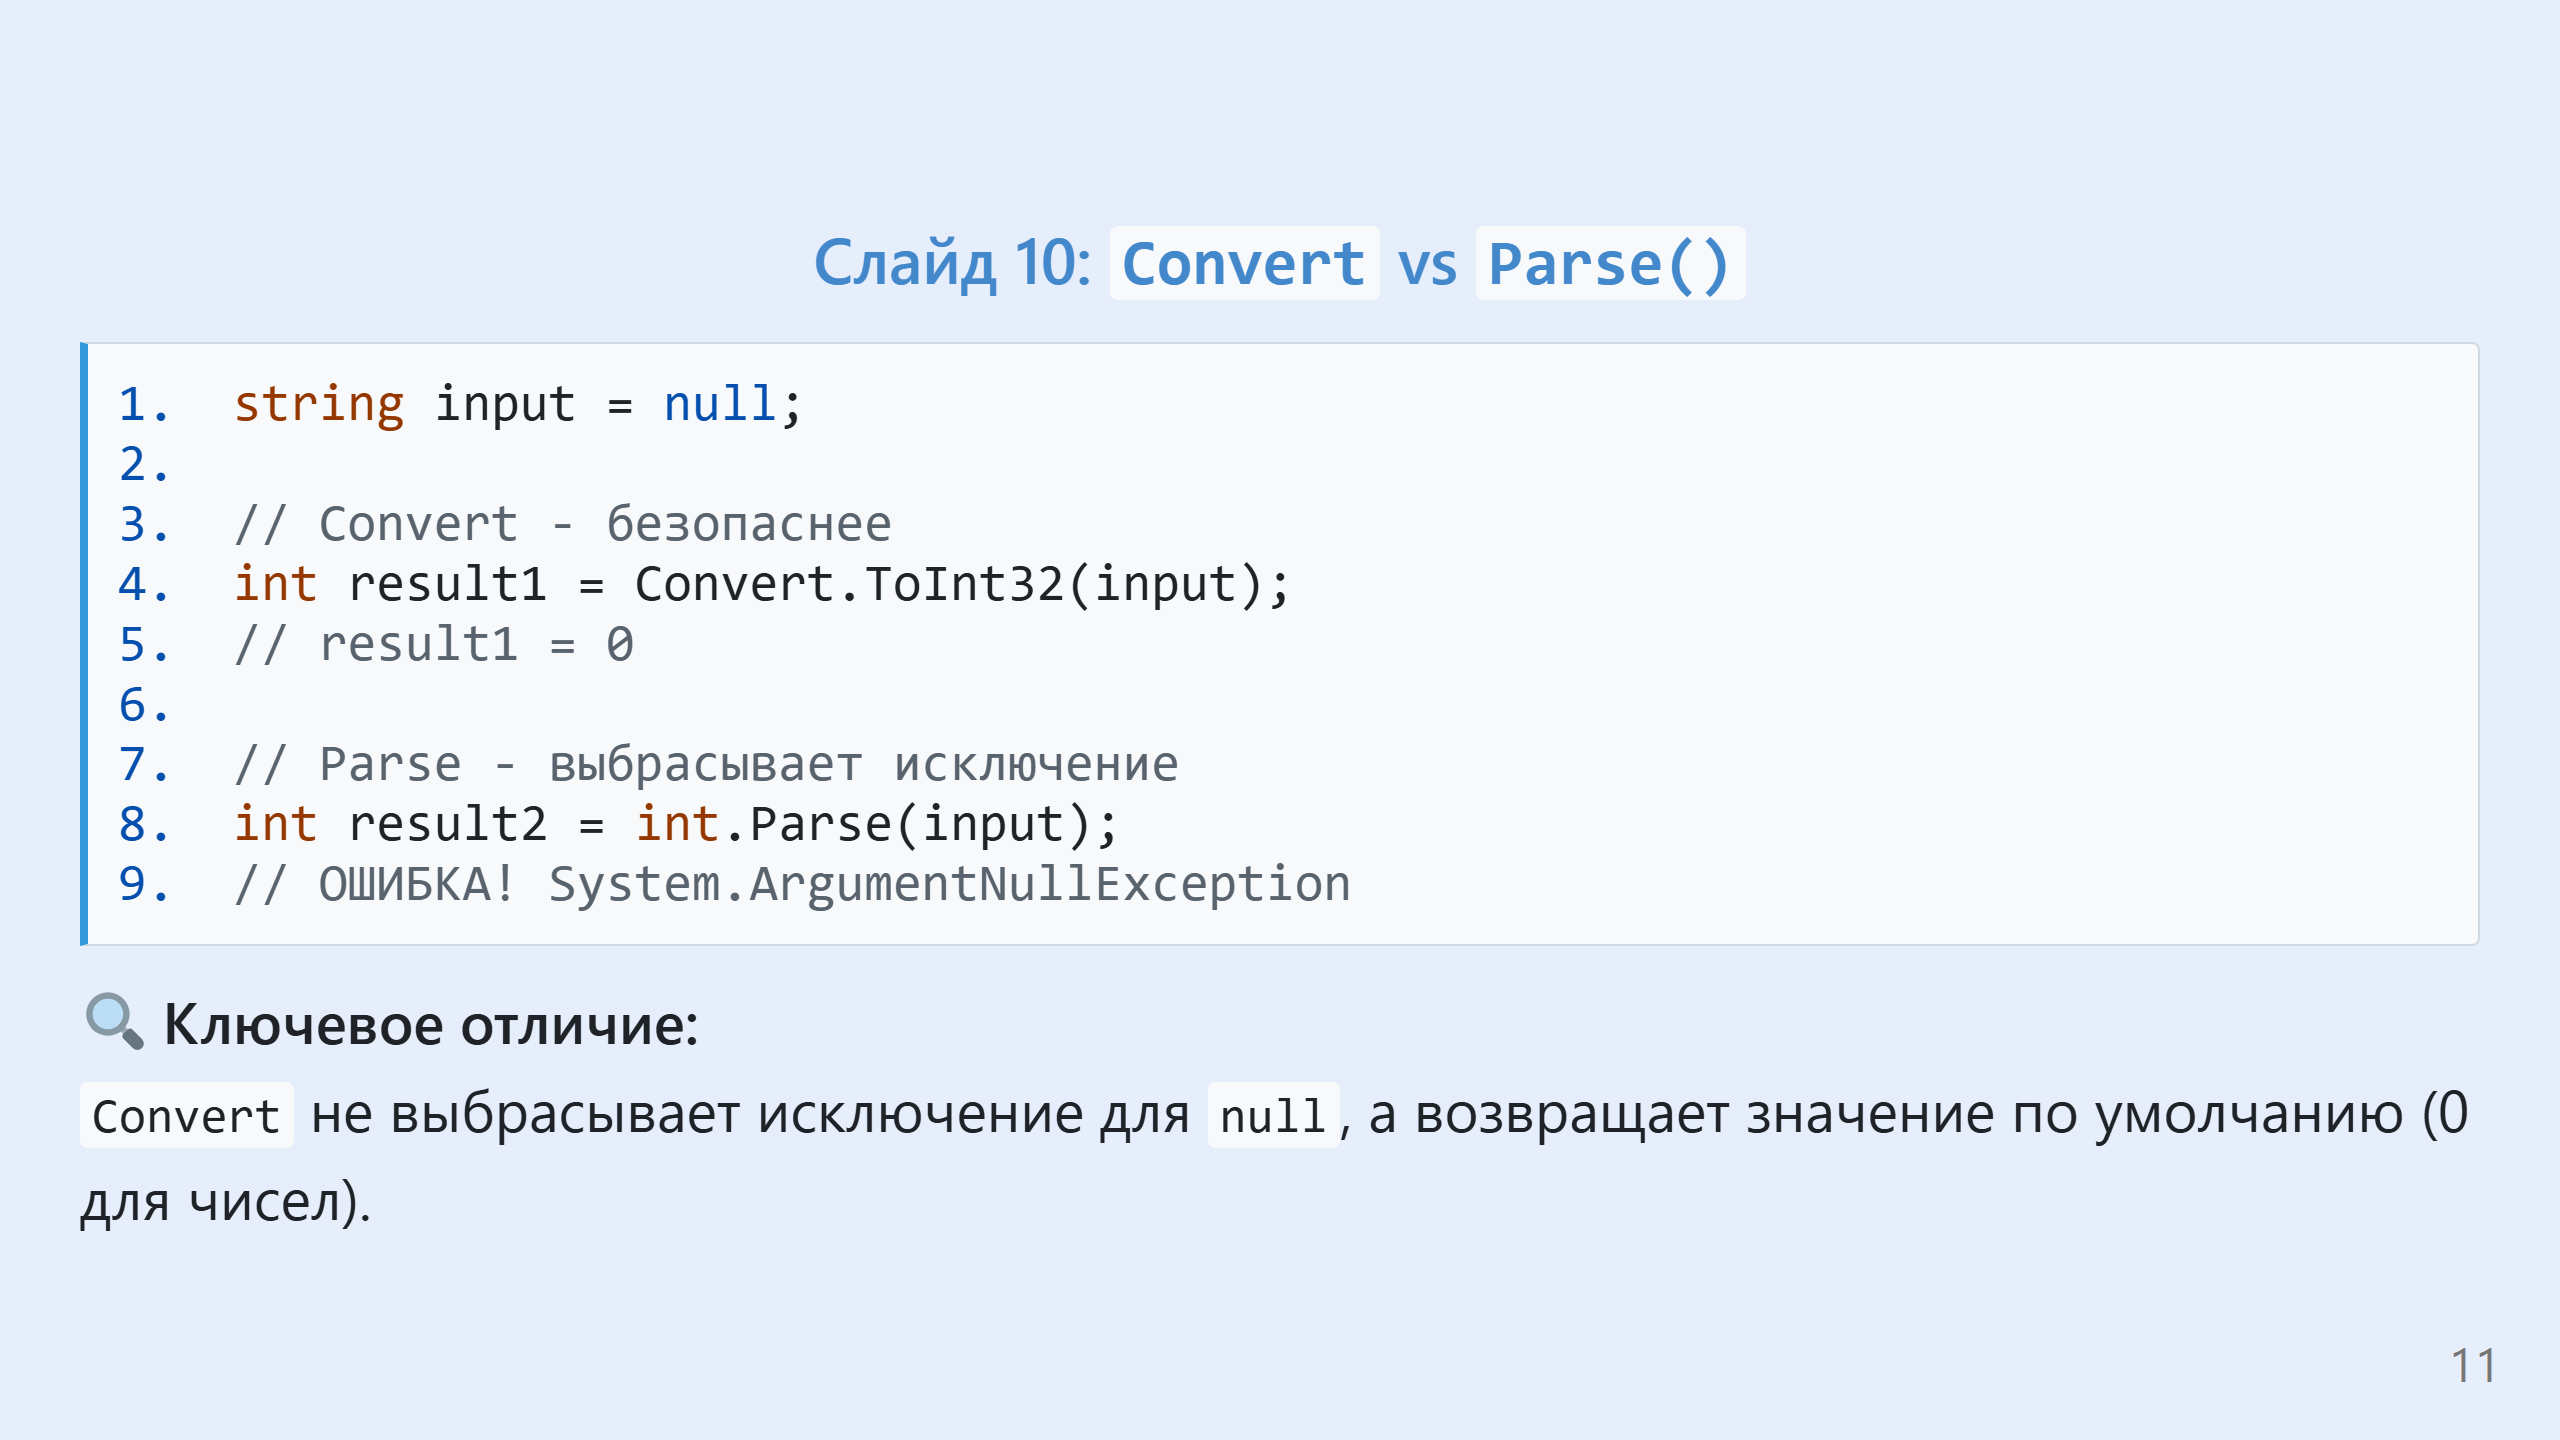 Слайд 10: Convert vs Parse()
1. string input = null;
2.
3. // Convert - безопаснее
4. int result1 = Convert.ToInt32(input);
5. // result1 = 0
6.
7. // Parse - выбрасывает исключение
8. int result2 = int.Parse(input);
9. // ОШИБКА! System.ArgumentNullException
🔍 Ключевое отличие:
Convert не выбрасывает исключение для null, а возвращает значение по умолчанию (0
для чисел).
11